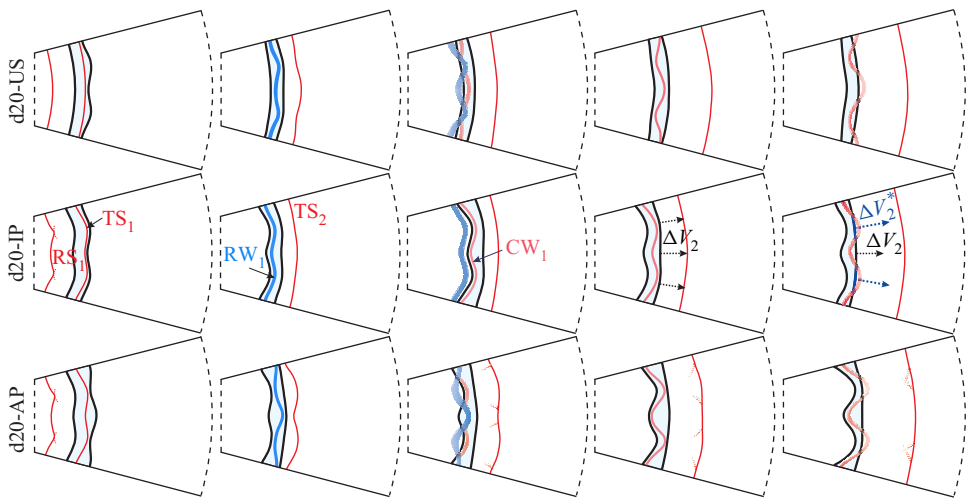 d20-US
d20-IP
TS₁
RS₁
RW₁
TS₂
CW₁
ΔV₂
ΔV₂*
ΔV₂
d20-AP